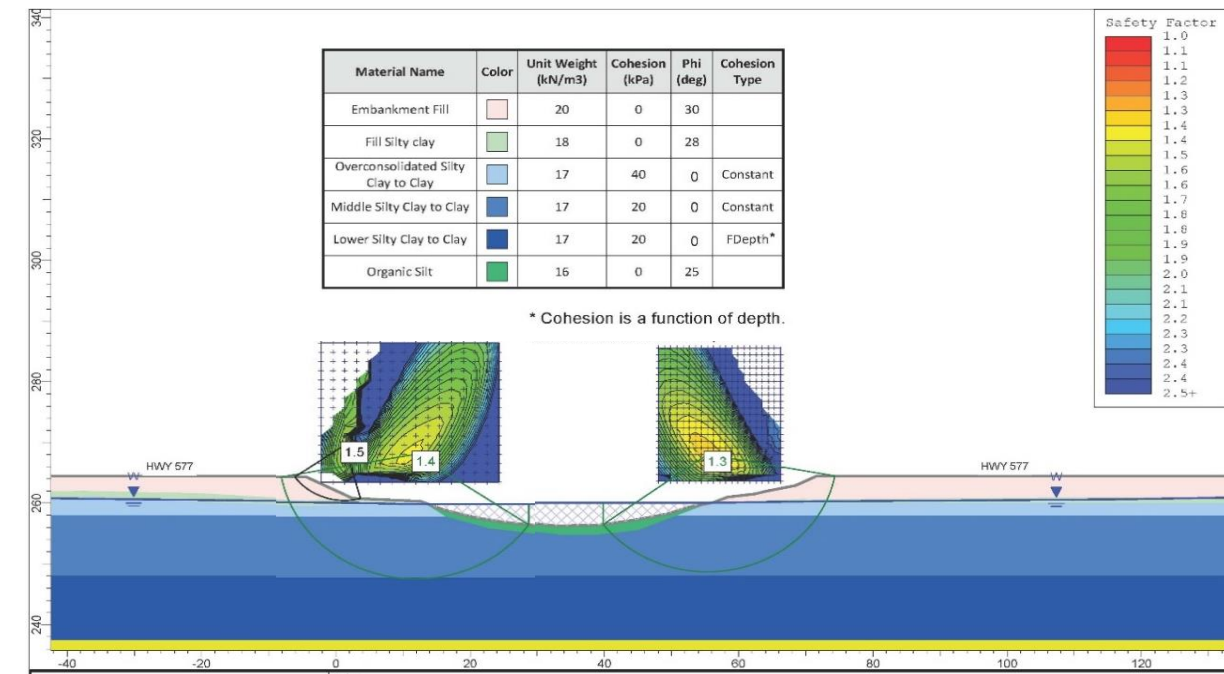 Safety Factor
1.0
1.1
1.1
1.2
1.3
1.3
1.4
1.4
1.5
1.6
1.6
1.7
1.8
1.8
1.9
1.9
2.0
2.1
2.1
2.2
2.3
2.3
2.4
2.4
2.5+
Material Name Color Unit Weight (kN/m3) Cohesion (kPa) Phi (deg) Cohesion Type
Embankment Fill 20 0 30
Fill Silty clay 18 0 28
Overconsolidated Silty Clay to Clay 17 40 0 Constant
Middle Silty Clay to Clay 17 20 0 Constant
Lower Silty Clay to Clay 17 20 0 FDepth*
Organic Silt 16 0 25
* Cohesion is a function of depth.
340
320
300
280
260
240
1.5
1.4
1.3
HWY 577
HWY 577
W
W
-40 -20 0 20 40 60 80 100 120